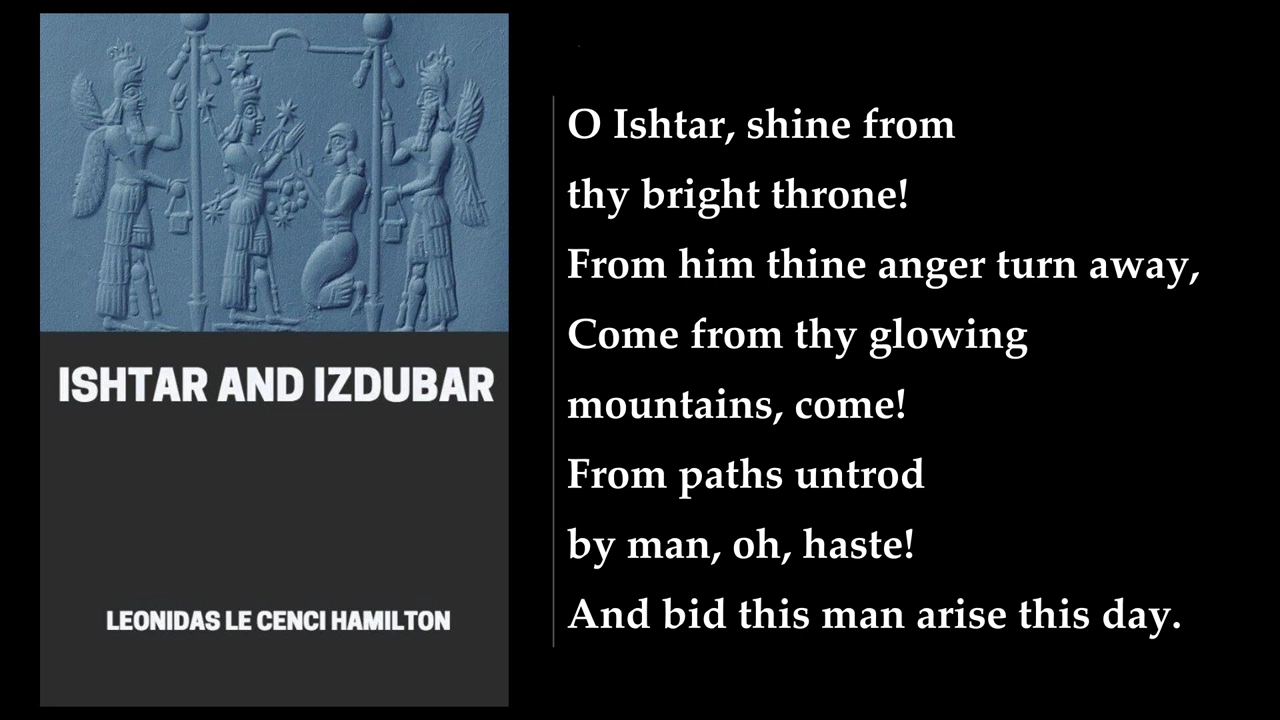 ISHTAR AND IZDUBAR
LEONIDAS LE CENCI HAMILTON
O Ishtar, shine from
thy bright throne!
From him thine anger turn away,
Come from thy glowing
mountains, come!
From paths untrod
by man, oh, haste!
And bid this man arise this day.